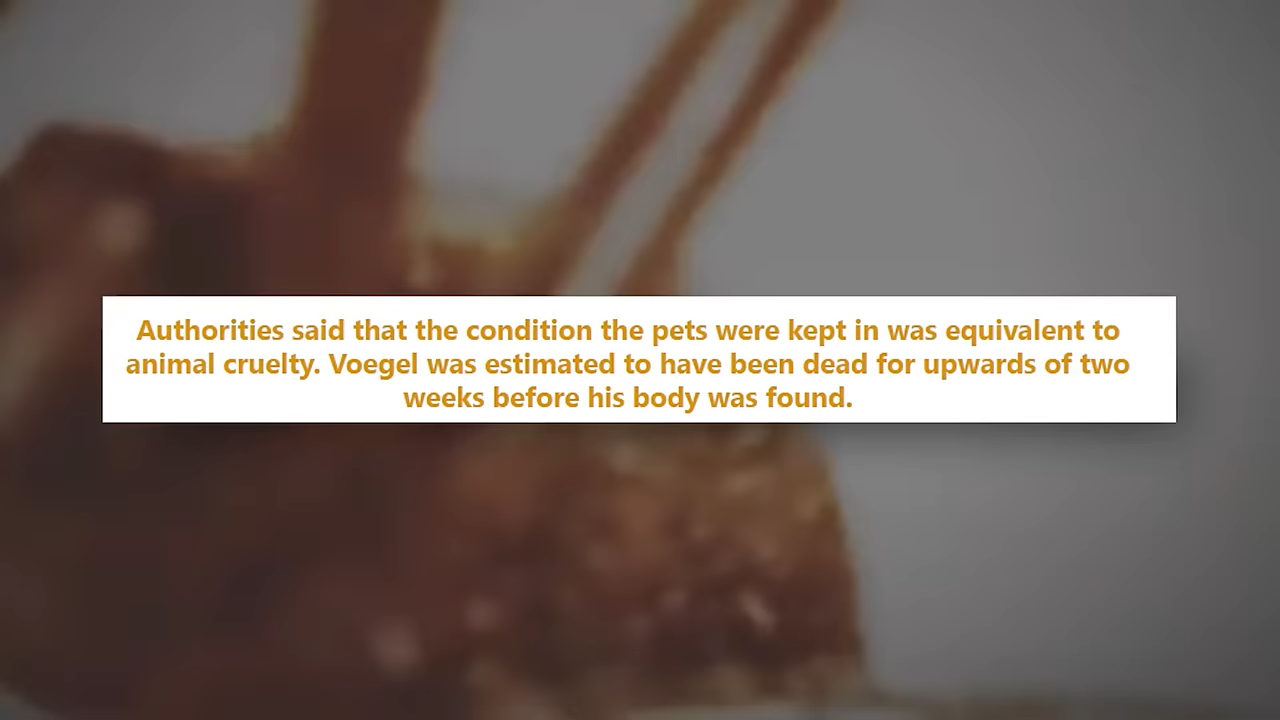 Authorities said that the condition the pets were kept in was equivalent to
animal cruelty. Voegel was estimated to have been dead for upwards of two
weeks before his body was found.